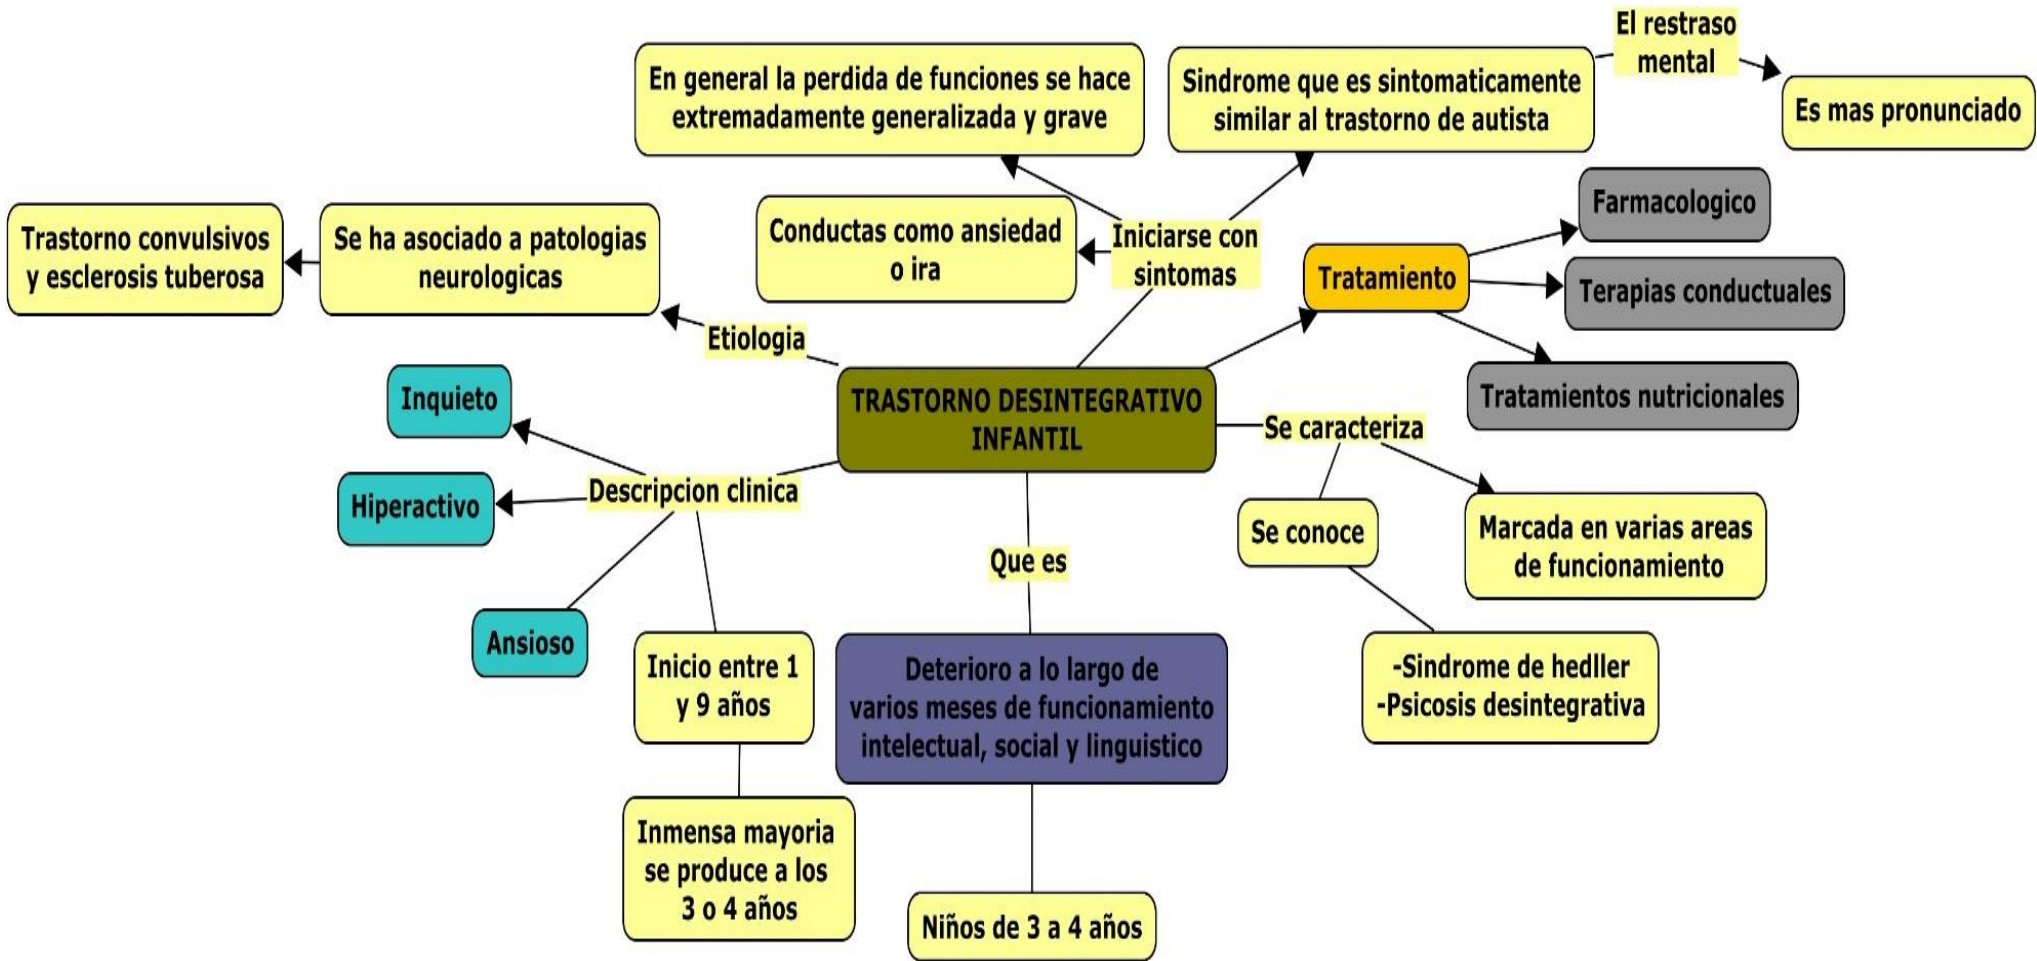 El restraso
mental
En general la perdida de funciones se hace
extremadamente generalizada y grave
Sindrome que es sintomaticamente
similar al trastorno de autista
Es mas pronunciado
Farmacologico
Trastorno convulsivos
y esclerosis tuberosa
Se ha asociado a patologias
neurologicas
Conductas como ansiedad
o ira
Iniciarse con
sintomas
Tratamiento
Terapias conductuales
Etiologia
Inquieto
TRASTORNO DESINTEGRATIVO
INFANTIL
Tratamientos nutricionales
Se caracteriza
Hiperactivo
Descripcion clinica
Se conoce
Marcada en varias areas
de funcionamiento
Que es
Ansioso
Inicio entre 1
y 9 años
Deterioro a lo largo de
varios meses de funcionamiento
intelectual, social y linguistico
-Sindrome de hedller
-Psicosis desintegrativa
Inmensa mayoria
se produce a los
3 o 4 años
Niños de 3 a 4 años